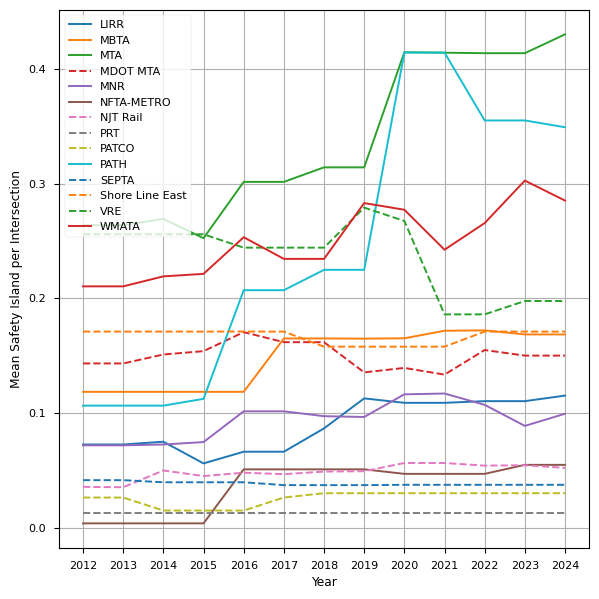 LIRR
MBTA
MTA
MDOT MTA
MNR
NFTA-METRO
NJT Rail
PRT
PATCO
PATH
SEPTA
Shore Line East
VRE
WMATA
Mean Safety Island per Intersection
0.4
0.3
0.2
0.1
0.0
2012 2013 2014 2015 2016 2017 2018 2019 2020 2021 2022 2023 2024
Year